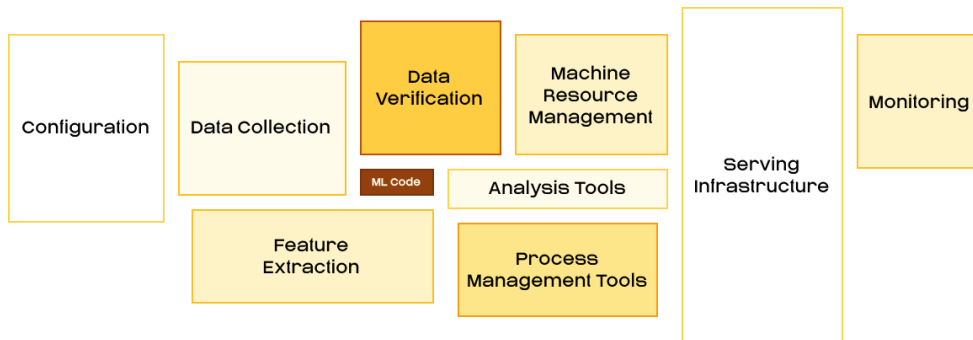 Configuration
Data Collection
Data
Verification
Machine
Resource
Management
Monitoring
ML Code
Analysis Tools
Serving
Infrastructure
Feature
Extraction
Process
Management Tools